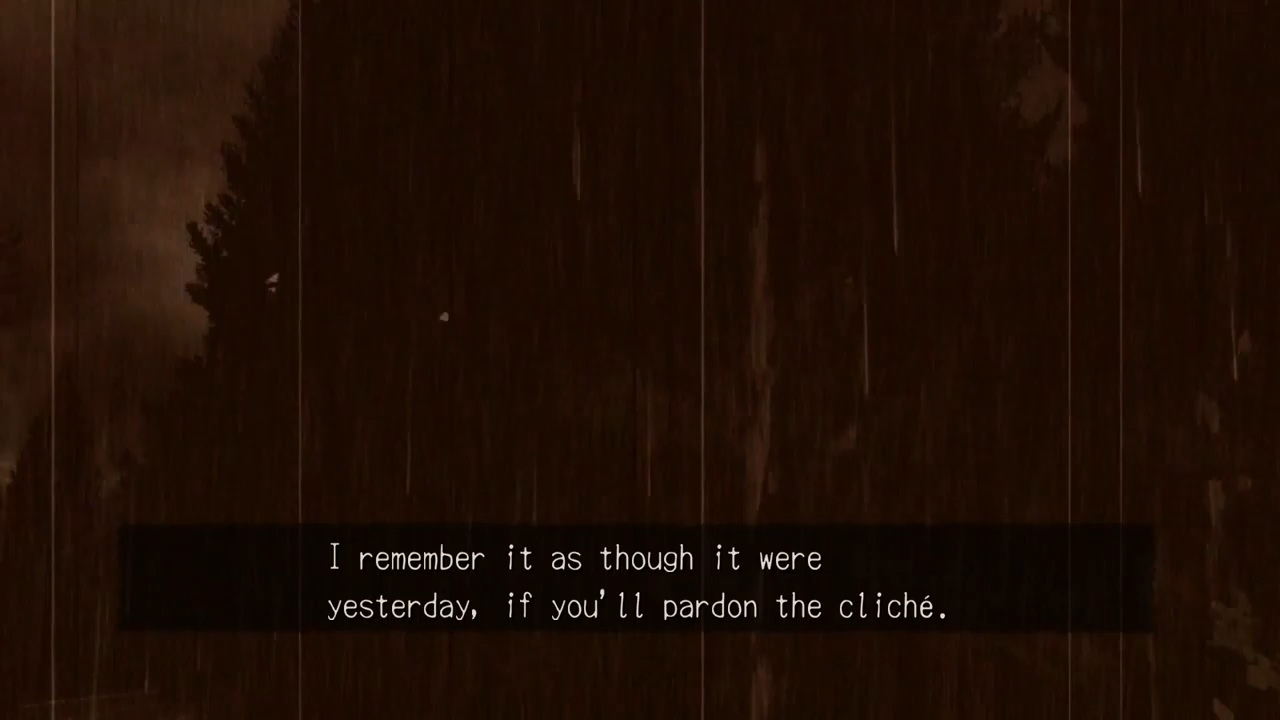 I remember it as though it were
yesterday, if you'll pardon the cliché.